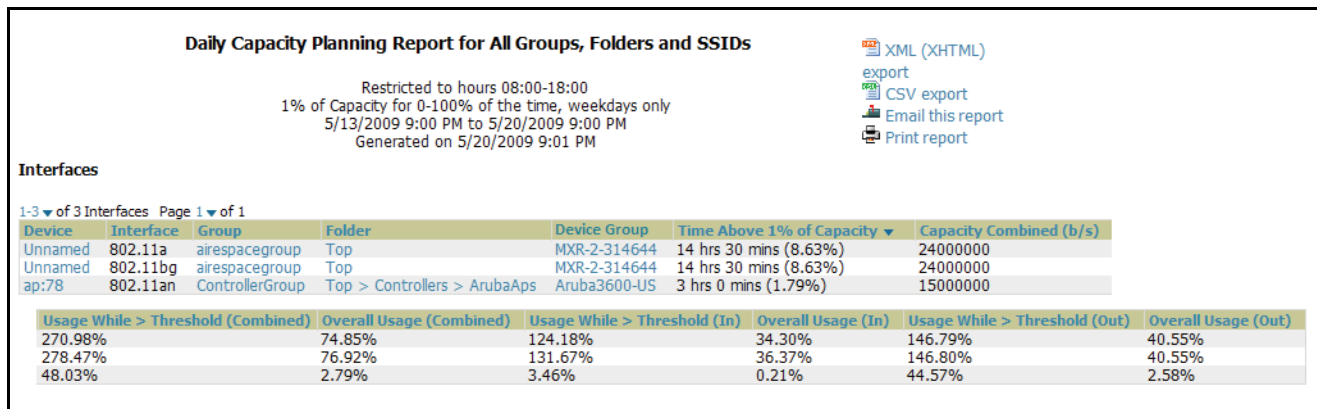 Daily Capacity Planning Report for All Groups, Folders and SSIDs
Restricted to hours 08:00-18:00
1% of Capacity for 0-100% of the time, weekdays only
5/13/2009 9:00 PM to 5/20/2009 9:00 PM
Generated on 5/20/2009 9:01 PM
XML (XHTML)
export
CSV export
Email this report
Print report
Interfaces
1-3 of 3 Interfaces Page 1 of 1
Device Interface Group Folder Device Group Time Above 1% of Capacity Capacity Combined (b/s)
Unnamed 802.11a airespacegroup Top MXR-2-314644 14 hrs 30 mins (8.63%) 24000000
Unnamed 802.11bg airespacegroup Top MXR-2-314644 14 hrs 30 mins (8.63%) 24000000
ap:78 802.11an ControllerGroup Top > Controllers > ArubaAps Aruba3600-US 3 hrs 0 mins (1.79%) 15000000
Usage While > Threshold (Combined) Overall Usage (Combined) Usage While > Threshold (In) Overall Usage (In) Usage While > Threshold (Out) Overall Usage (Out)
270.98% 74.85% 124.18% 34.30% 146.79% 40.55%
278.47% 76.92% 131.67% 36.37% 146.80% 40.55%
48.03% 2.79% 3.46% 0.21% 44.57% 2.58%